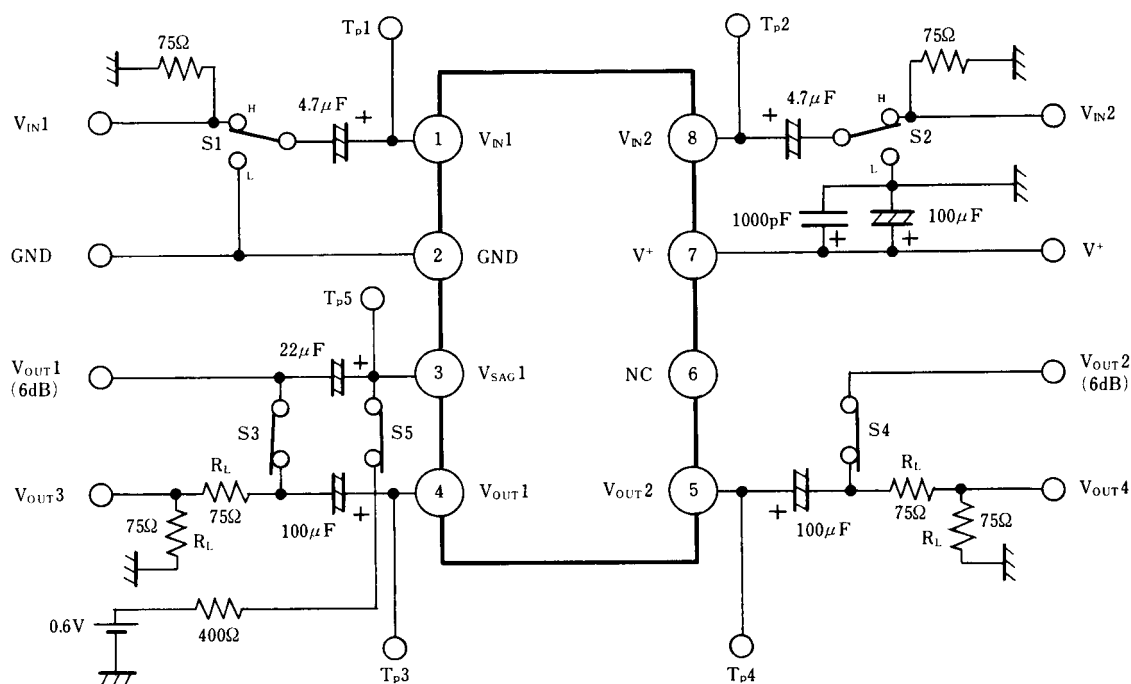 Tp1
Tp2
75Ω
75Ω
4.7μF +
+ 4.7μF
VIN1
H
S1
L
1
VIN1
VIN2
8
H
S2
L
VIN2
1000pF +
100μF +
GND
2
GND
V+
7
V+
Tp5
VOUT1
(6dB)
22μF +
3
VSAG1
NC
6
VOUT2
(6dB)
S3
S5
S4
VOUT3
RL
75Ω
75Ω
RL
100μF +
4
VOUT1
VOUT2
5
+ 100μF
RL
75Ω
RL
75Ω
VOUT4
0.6V
400Ω
Tp3
Tp4